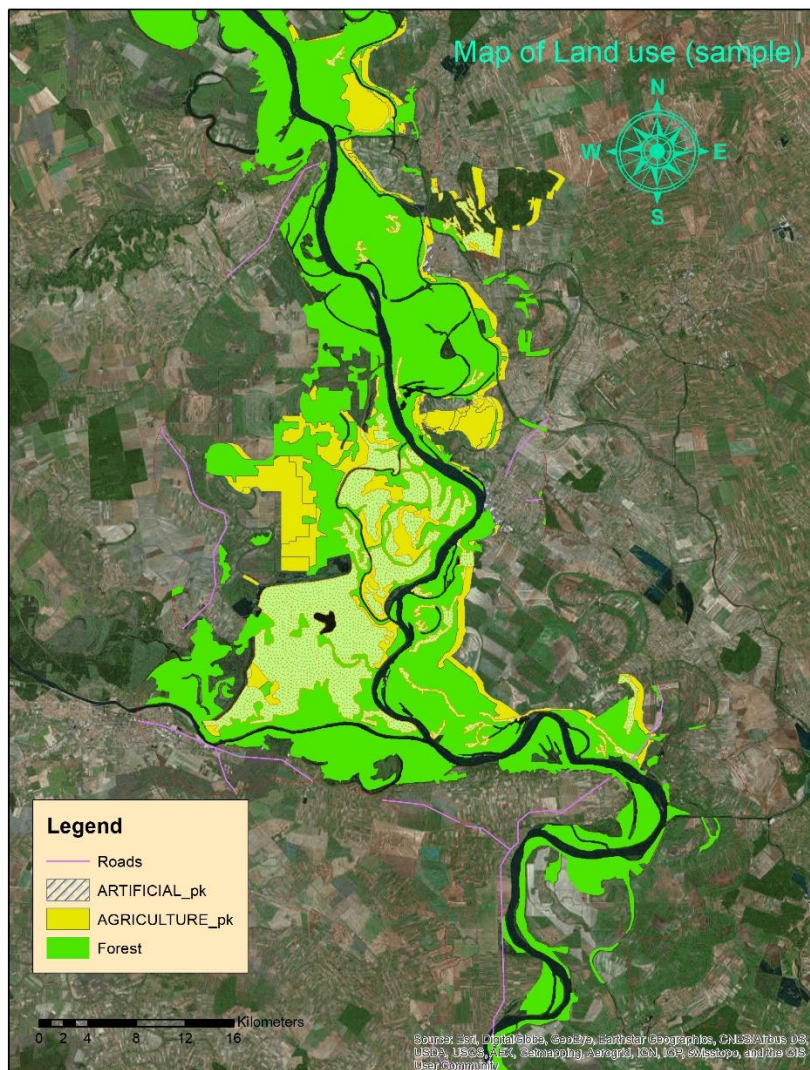 Map of Land use (sample)
N
W
E
S
Legend
Roads
ARTIFICIAL_pk
AGRICULTURE_pk
Forest
Kilometers
0 2 4 8 12 16
Source: Esri, DigitalGlobe, GeoEye, Earthstar Geographics, CNES/Airbus DS,
USDA, USGS, AEX, Getmapping, Aerogrid, IGN, IGP, swisstopo, and the GIS
User Community